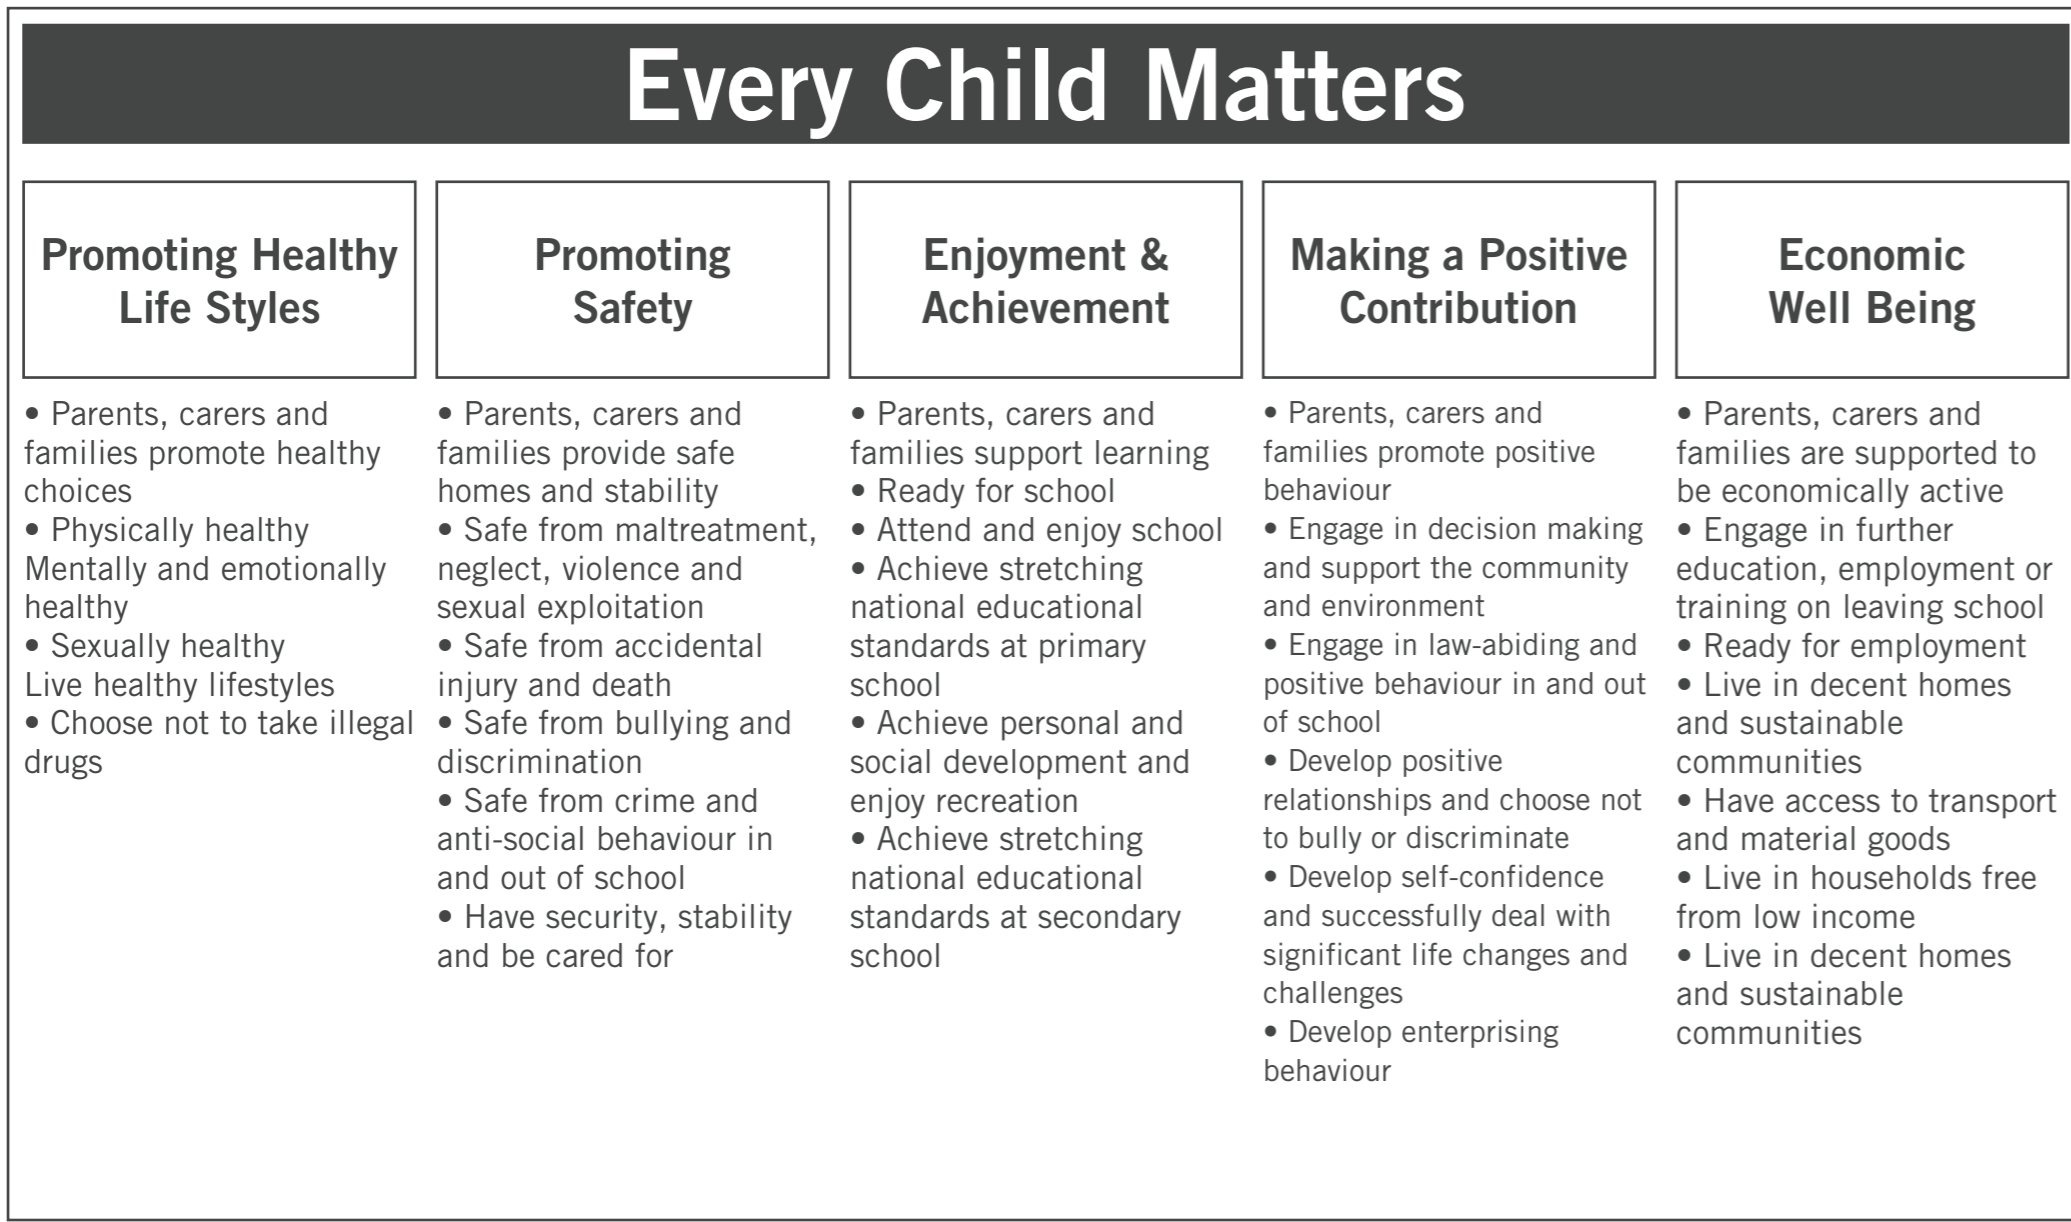 Every Child Matters
Promoting Healthy
Life Styles
• Parents, carers and
families promote healthy
choices
• Physically healthy
Mentally and emotionally
healthy
• Sexually healthy
Live healthy lifestyles
• Choose not to take illegal
drugs
Promoting
Safety
• Parents, carers and
families provide safe
homes and stability
• Safe from maltreatment,
neglect, violence and
sexual exploitation
• Safe from accidental
injury and death
• Safe from bullying and
discrimination
• Safe from crime and
anti-social behaviour in
and out of school
• Have security, stability
and be cared for
Enjoyment &
Achievement
• Parents, carers and
families support learning
• Ready for school
• Attend and enjoy school
• Achieve stretching
national educational
standards at primary
school
• Achieve personal and
social development and
enjoy recreation
• Achieve stretching
national educational
standards at secondary
school
Making a Positive
Contribution
• Parents, carers and
families promote positive
behaviour
• Engage in decision making
and support the community
and environment
• Engage in law-abiding and
positive behaviour in and out
of school
• Develop positive
relationships and choose not
to bully or discriminate
• Develop self-confidence
and successfully deal with
significant life changes and
challenges
• Develop enterprising
behaviour
Economic
Well Being
• Parents, carers and
families are supported to
be economically active
• Engage in further
education, employment or
training on leaving school
• Ready for employment
• Live in decent homes
and sustainable
communities
• Have access to transport
and material goods
• Live in households free
from low income
• Live in decent homes
and sustainable
communities